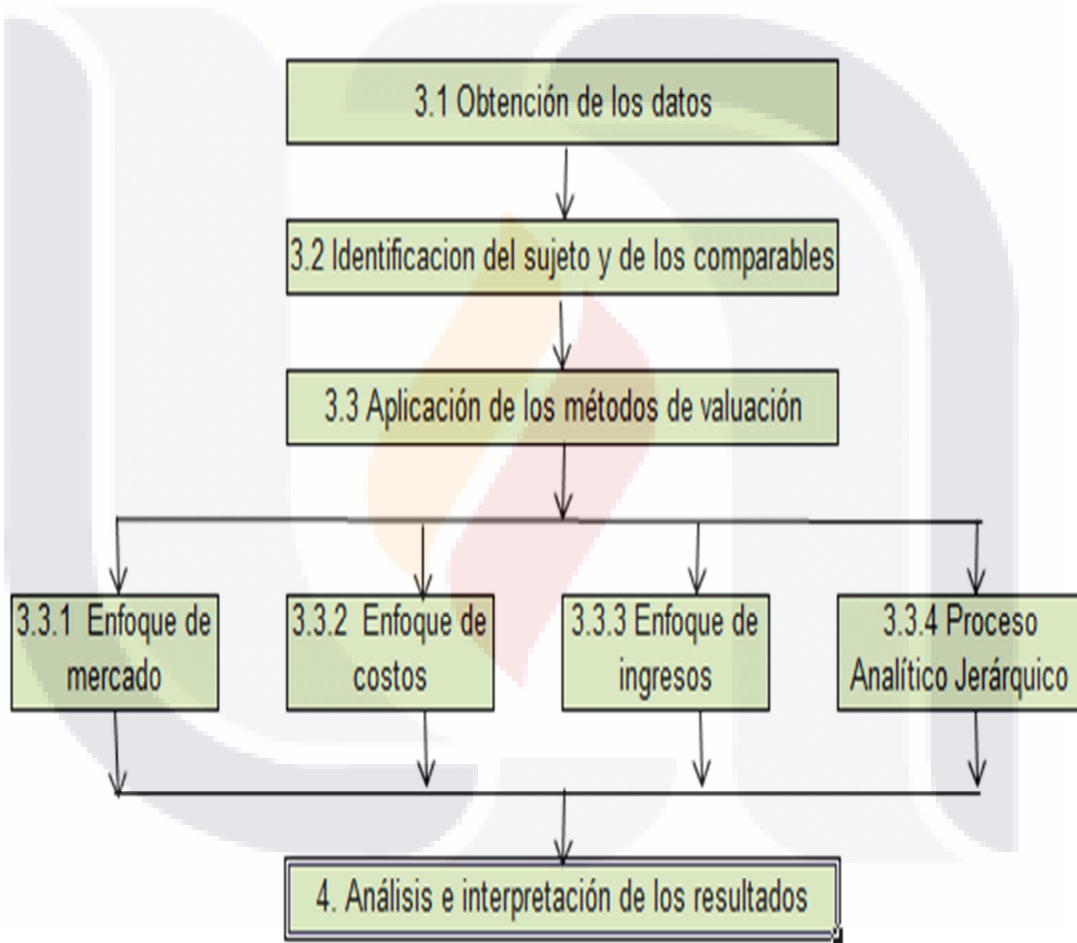 3.1 Obtención de los datos
3.2 Identificacion del sujeto y de los comparables
3.3 Aplicación de los métodos de valuación
3.3.1 Enfoque de
mercado
3.3.2 Enfoque de
costos
3.3.3 Enfoque de
ingresos
3.3.4 Proceso
Analítico Jerárquico
4. Análisis e interpretación de los resultados